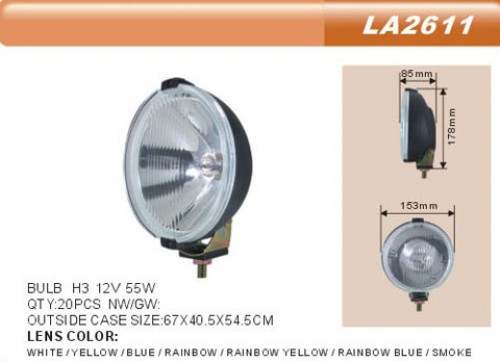 LA2611
85mm
178mm
153mm
BULB H3 12V 55W
QTY:20PCS NW/GW:
OUTSIDE CASE SIZE:67X40.5X54.5CM
LENS COLOR:
WHITE / YELLOW / BLUE / RAINBOW / RAINBOW YELLOW / RAINBOW BLUE / SMOKE